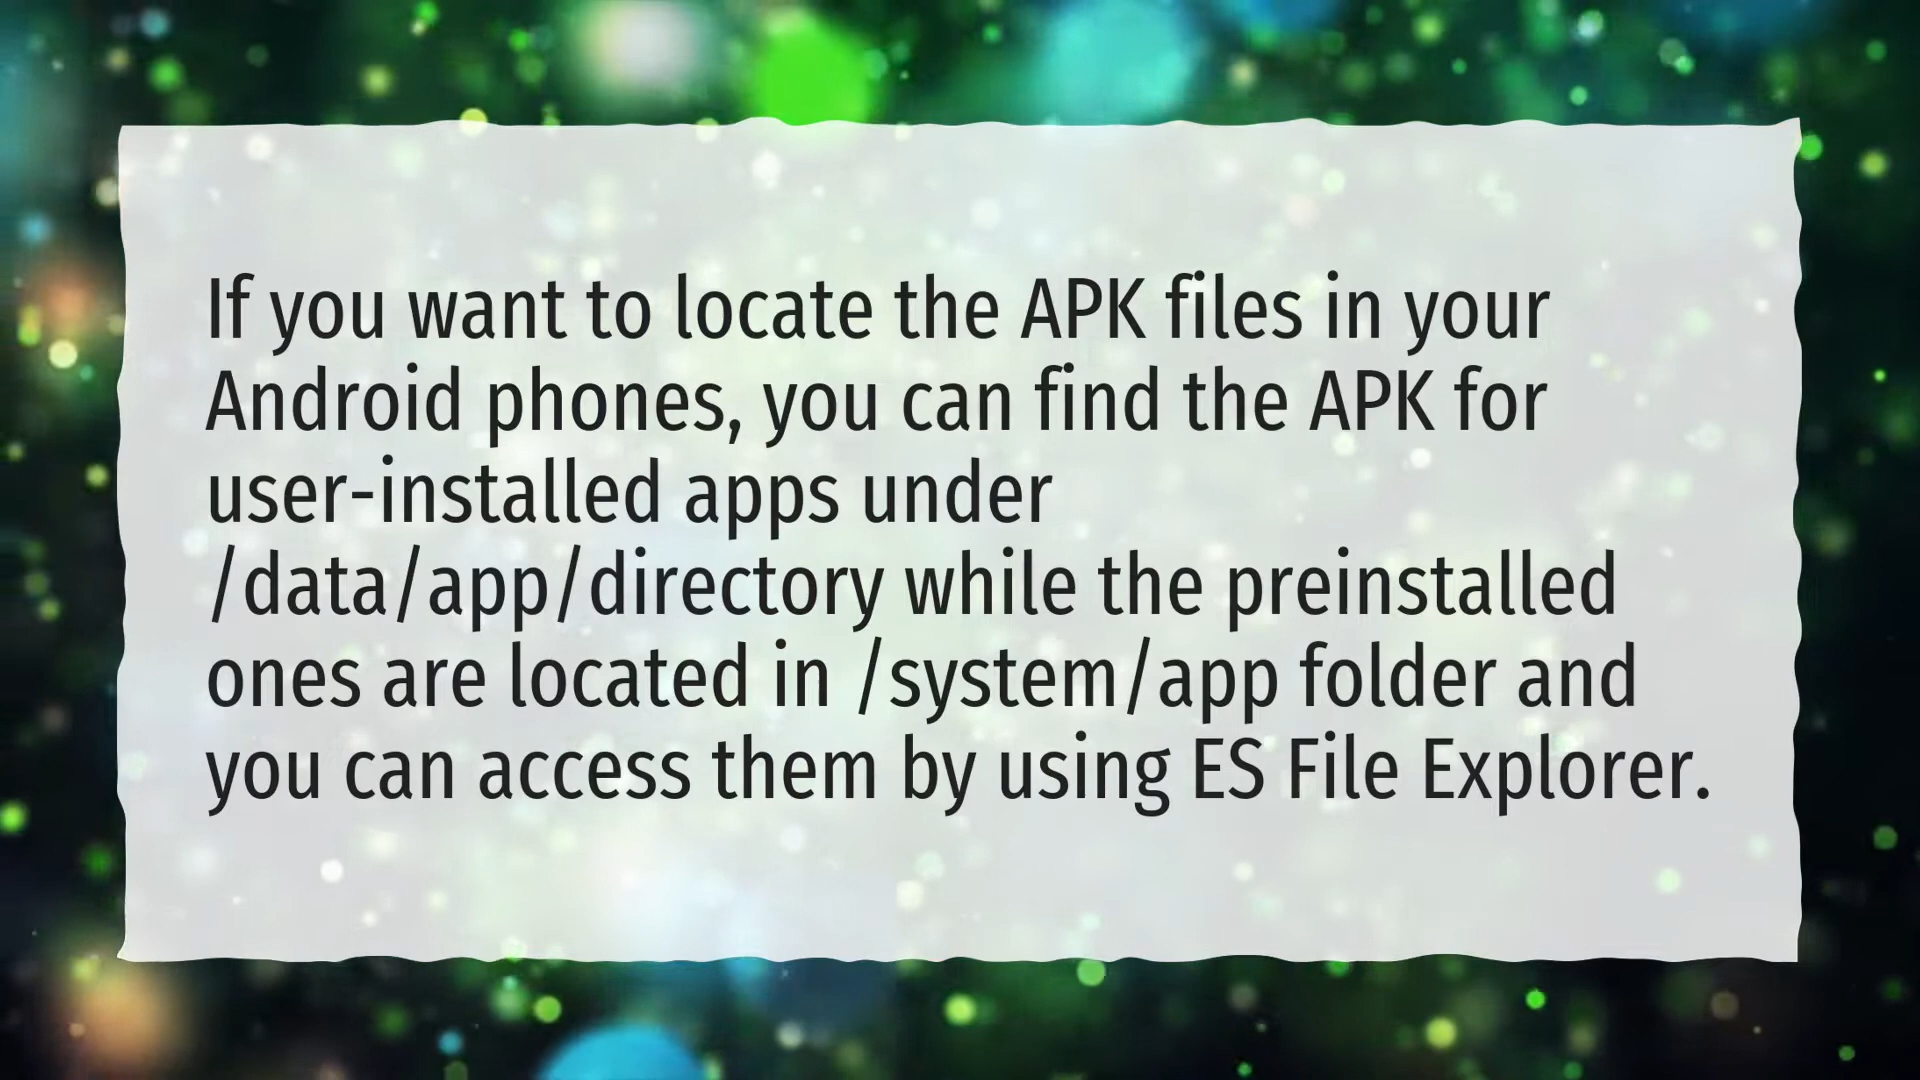 If you want to locate the APK files in your
Android phones, you can find the APK for
user-installed apps under
/data/app/directory while the preinstalled
ones are located in /system/app folder and
you can access them by using ES File Explorer.